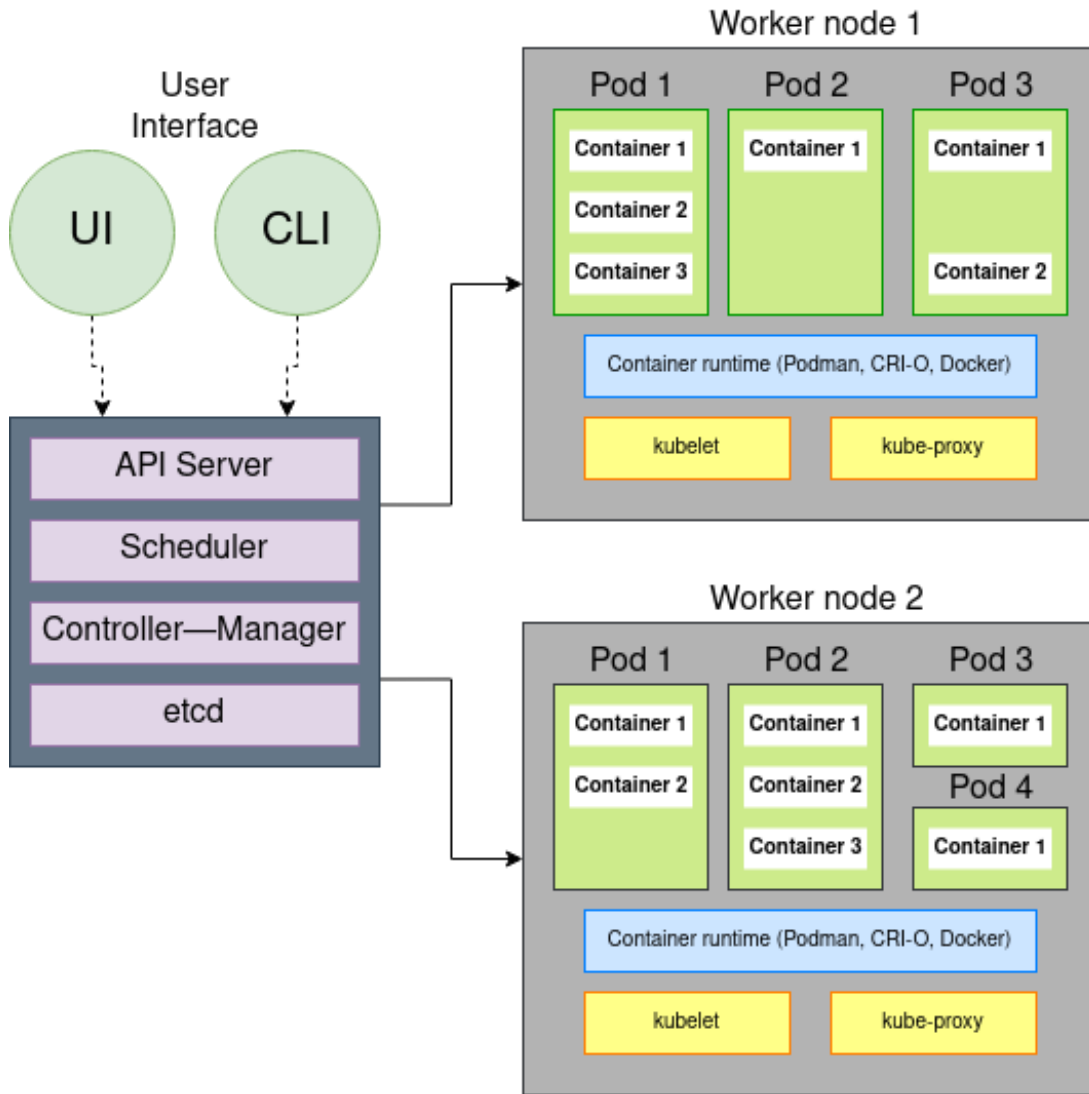 User
Interface
UI
CLI
API Server
Scheduler
Controller—Manager
etcd
Worker node 1
Pod 1
Pod 2
Pod 3
Container 1
Container 2
Container 3
Container 1
Container 1
Container 2
Container runtime (Podman, CRI-O, Docker)
kubelet
kube-proxy
Worker node 2
Pod 1
Pod 2
Pod 3
Container 1
Container 2
Container 1
Container 2
Container 3
Container 1
Pod 4
Container 1
Container runtime (Podman, CRI-O, Docker)
kubelet
kube-proxy